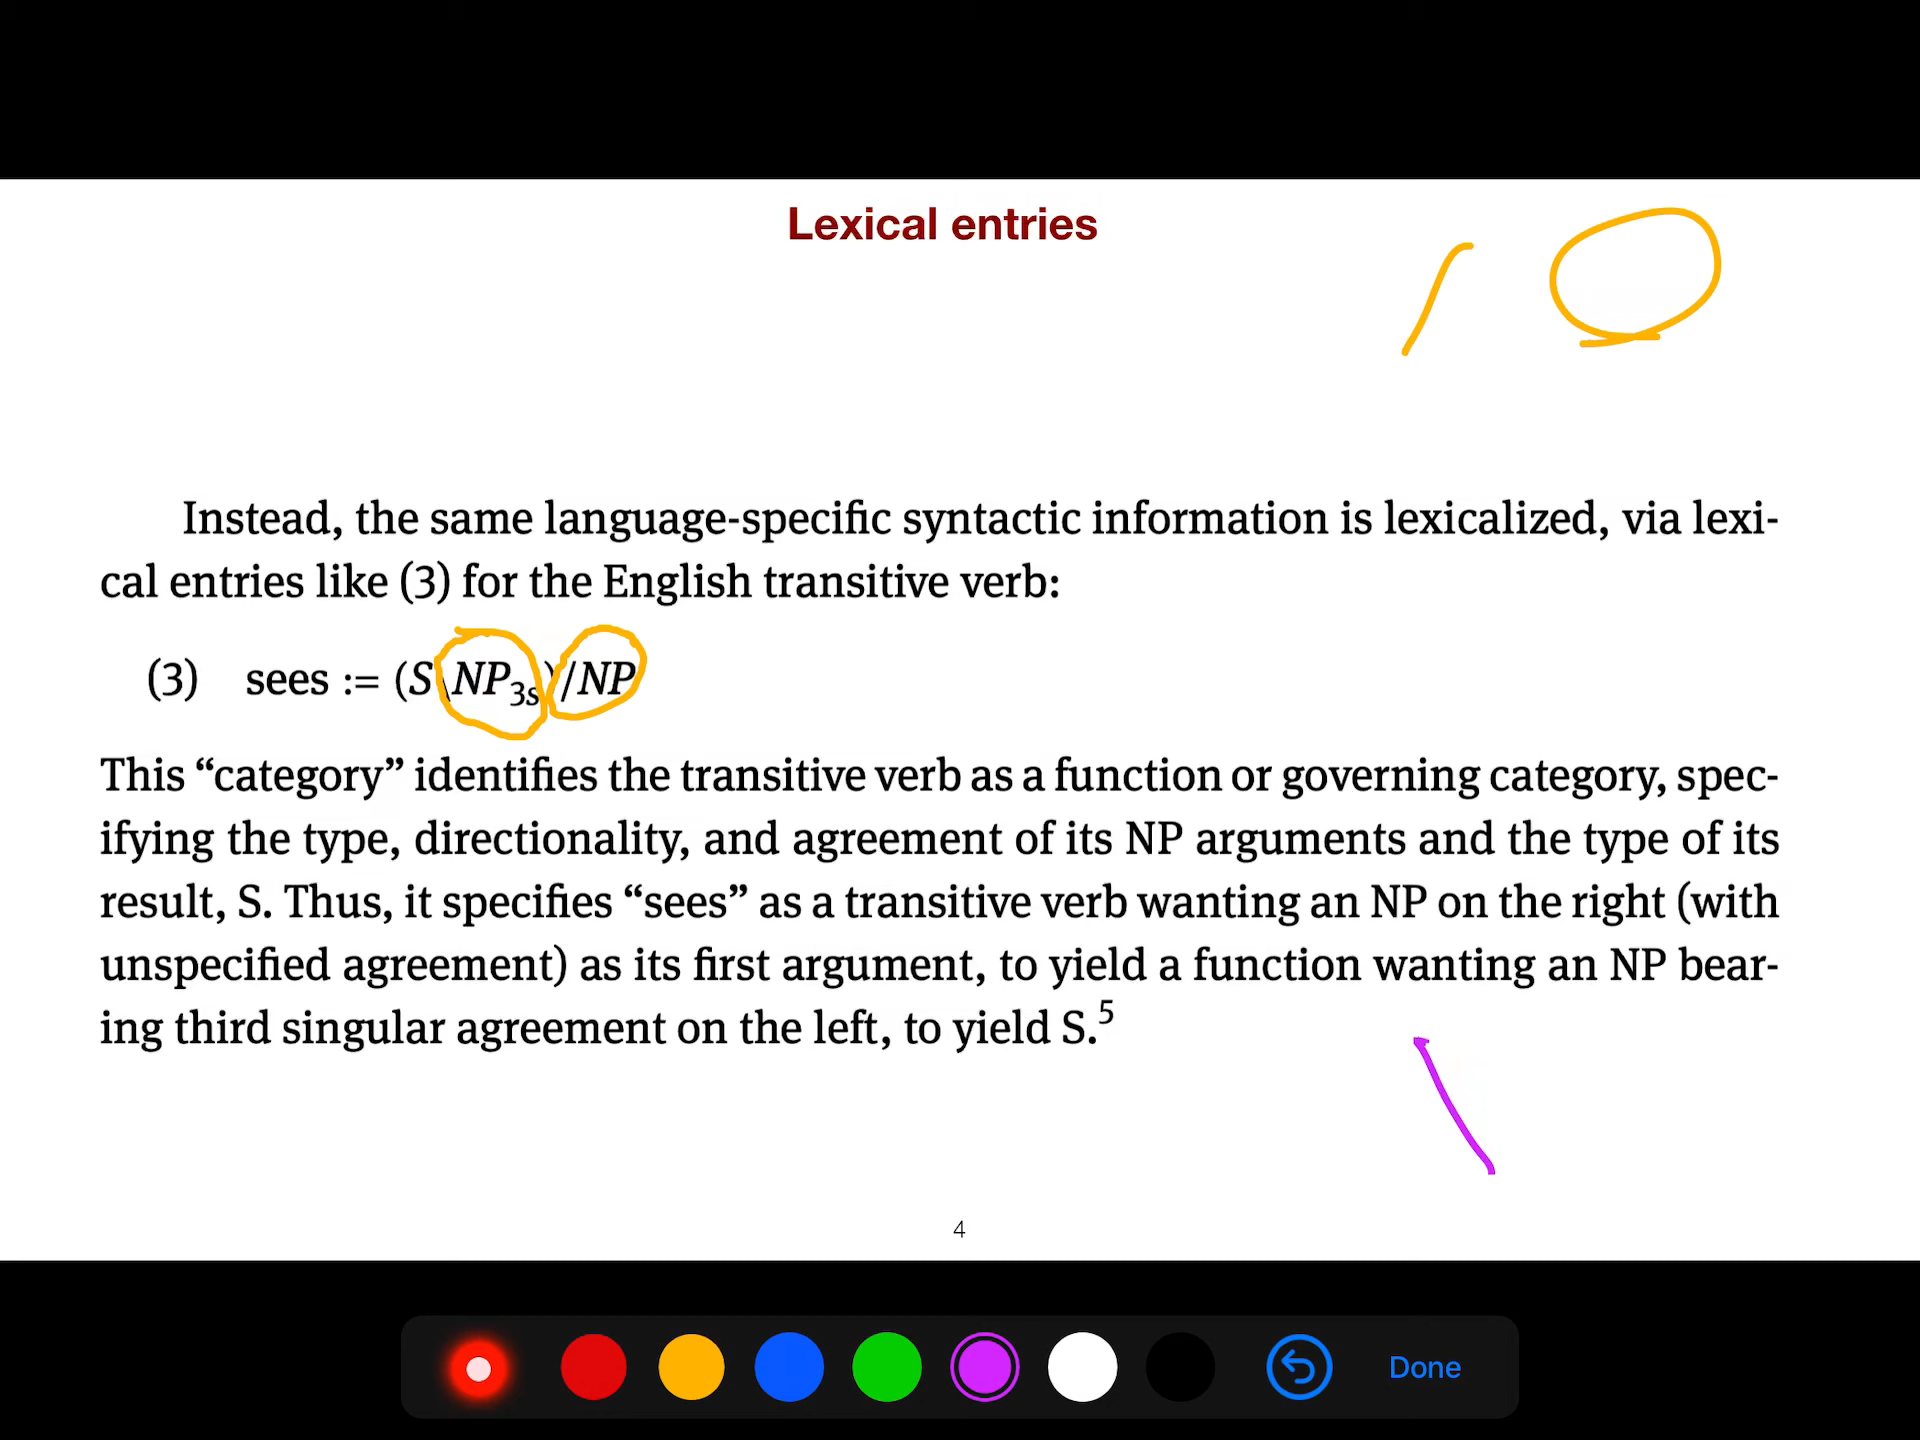 Lexical entries
Instead, the same language-specific syntactic information is lexicalized, via lexi-
cal entries like (3) for the English transitive verb:
(3) sees := (S\NP3s)/NP
This “category” identifies the transitive verb as a function or governing category, spec-
ifying the type, directionality, and agreement of its NP arguments and the type of its
result, S. Thus, it specifies “sees” as a transitive verb wanting an NP on the right (with
unspecified agreement) as its first argument, to yield a function wanting an NP bear-
ing third singular agreement on the left, to yield S.5
4
Done